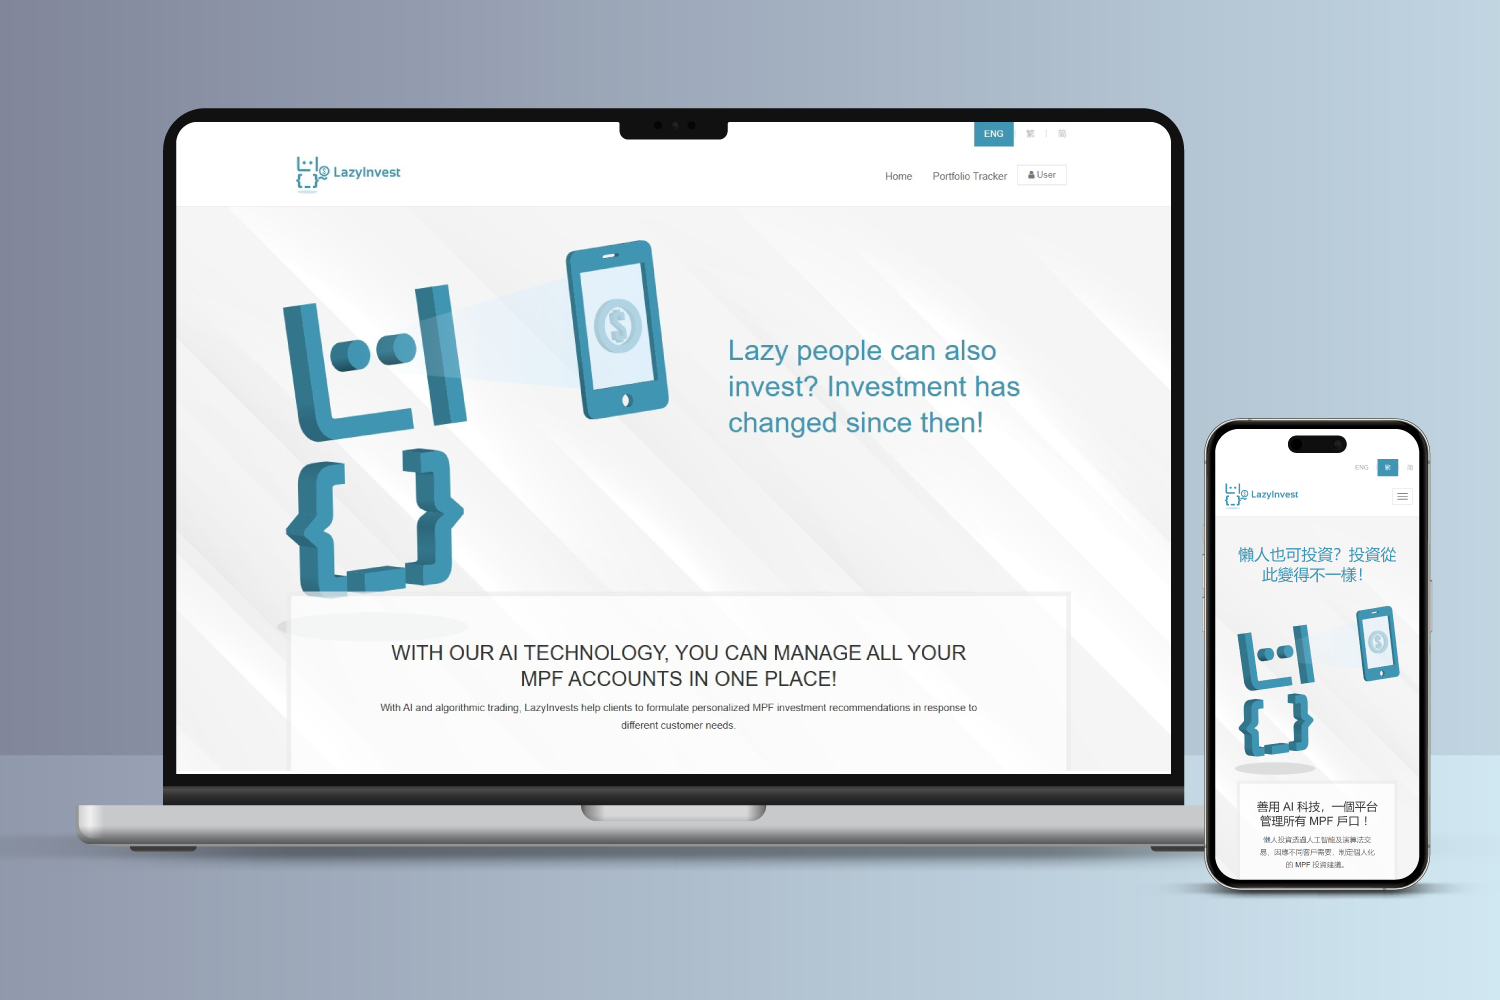 ENG 繁 简
LazyInvest
Home Portfolio Tracker User
Lazy people can also
invest? Investment has
changed since then!
WITH OUR AI TECHNOLOGY, YOU CAN MANAGE ALL YOUR
MPF ACCOUNTS IN ONE PLACE!
With AI and algorithmic trading, LazyInvests help clients to formulate personalized MPF investment recommendations in response to
different customer needs.
ENG 繁 简
LazyInvest
懶人也可投資？投資從
此變得不一樣！
善用 AI 科技，一個平台
管理所有 MPF 戶口！
懶人投資透過人工智能及演算法交
易，因應不同客戶需要，制定個人化
的 MPF 投資建議。